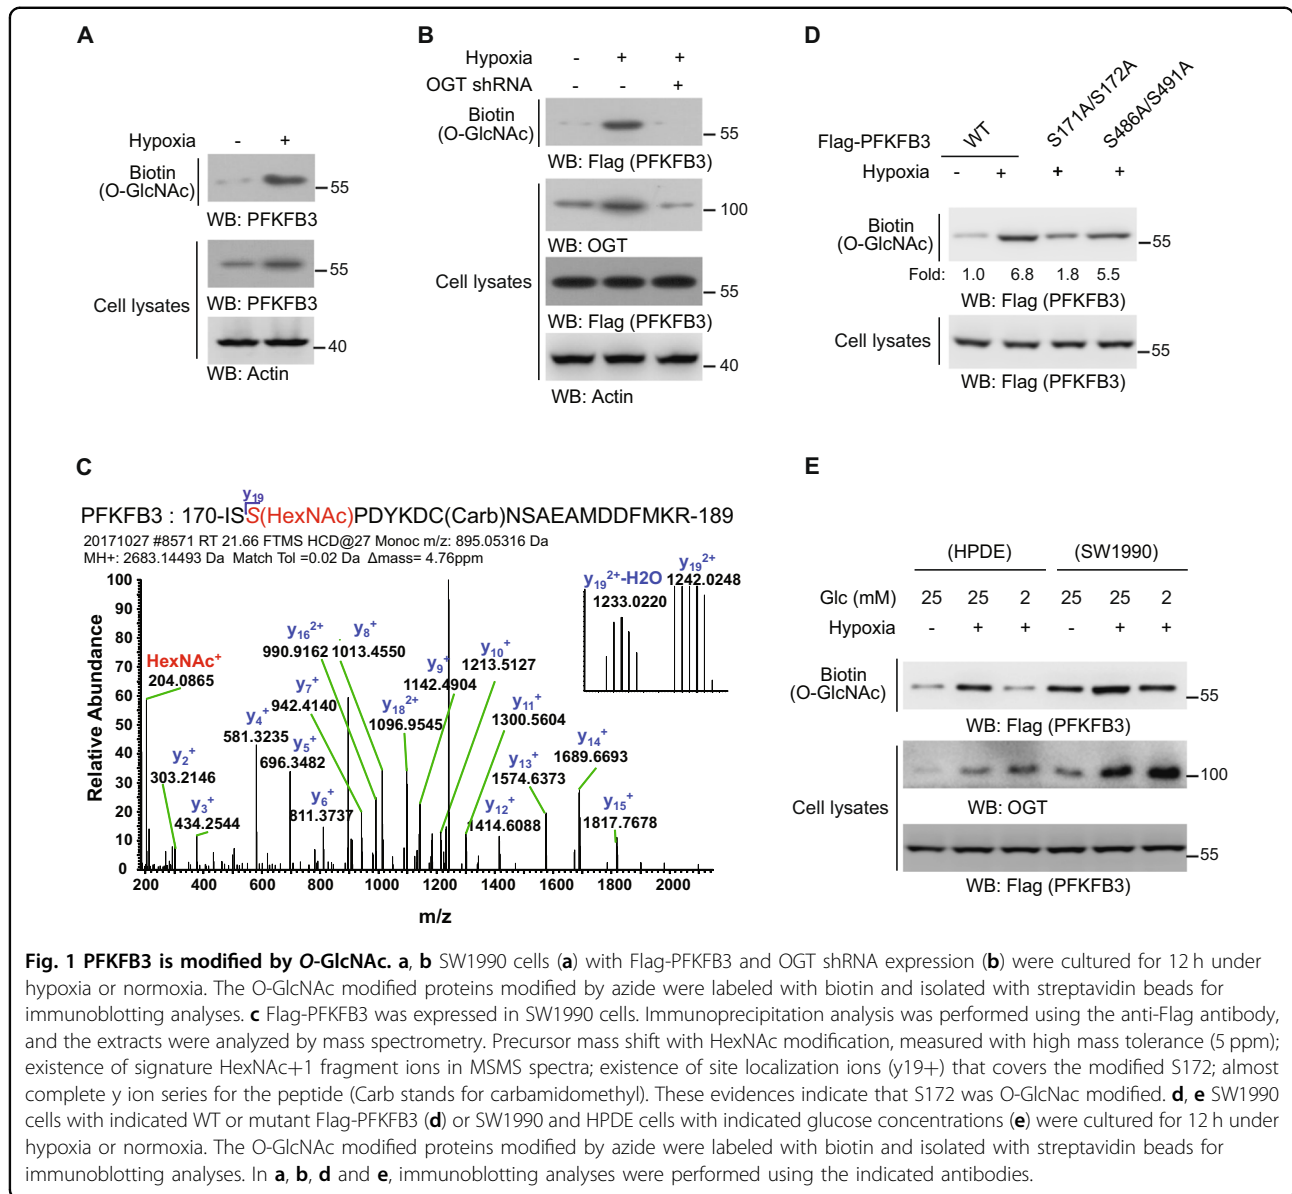 A
Hypoxia - +
Biotin
(O-GlcNAc)
55
WB: PFKFB3
55
Cell lysates
WB: PFKFB3
40
WB: Actin
B
Hypoxia - + +
OGT shRNA - - +
Biotin
(O-GlcNAc)
55
WB: Flag (PFKFB3)
100
WB: OGT
Cell lysates
55
WB: Flag (PFKFB3)
40
WB: Actin
D
Flag-PFKFB3 WT S171A/S172A S486A/S491A
Hypoxia - + + +
Biotin
(O-GlcNAc)
55
Fold: 1.0 6.8 1.8 5.5
WB: Flag (PFKFB3)
Cell lysates
55
WB: Flag (PFKFB3)
C
y19
PFKFB3 : 170-ISS(HexNAc)PDYKDC(Carb)NSAEAMDDFMKR-189
20171027 #8571 RT 21.66 FTMS HCD@27 Monoc m/z: 895.05316 Da
MH+: 2683.14493 Da Match Tol =0.02 Da Δmass= 4.76ppm
Relative Abundance
100
90
80
70
60
50
40
30
20
10
0
HexNAc+
204.0865
y2+
303.2146
y3+
434.2544
y4+
581.3235
y5+
696.3482
y6+
811.3737
y7+
942.4140
y16 2+
990.9162
y8+
1013.4550
y18 2+
1096.9545
y9+
1142.4904
y10+
1213.5127
y11+
1300.5604
y12+
1414.6088
y13+
1574.6373
y14+
1689.6693
y15+
1817.7678
y19 2+-H2O
1233.0220
y19 2+
1242.0248
200 400 600 800 1000 1200 1400 1600 1800 2000
m/z
E
(HPDE) (SW1990)
Glc (mM) 25 25 2 25 25 2
Hypoxia - + + - + +
Biotin
(O-GlcNAc)
55
WB: Flag (PFKFB3)
100
Cell lysates
WB: OGT
55
WB: Flag (PFKFB3)
Fig. 1 PFKFB3 is modified by O-GlcNAc. a, b SW1990 cells (a) with Flag-PFKFB3 and OGT shRNA expression (b) were cultured for 12 h under
hypoxia or normoxia. The O-GlcNAc modified proteins modified by azide were labeled with biotin and isolated with streptavidin beads for
immunoblotting analyses. c Flag-PFKFB3 was expressed in SW1990 cells. Immunoprecipitation analysis was performed using the anti-Flag antibody,
and the extracts were analyzed by mass spectrometry. Precursor mass shift with HexNAc modification, measured with high mass tolerance (5 ppm);
existence of signature HexNAc+1 fragment ions in MSMS spectra; existence of site localization ions (y19+) that covers the modified S172; almost
complete y ion series for the peptide (Carb stands for carbamidomethyl). These evidences indicate that S172 was O-GlcNac modified. d, e SW1990
cells with indicated WT or mutant Flag-PFKFB3 (d) or SW1990 and HPDE cells with indicated glucose concentrations (e) were cultured for 12 h under
hypoxia or normoxia. The O-GlcNAc modified proteins modified by azide were labeled with biotin and isolated with streptavidin beads for
immunoblotting analyses. In a, b, d and e, immunoblotting analyses were performed using the indicated antibodies.